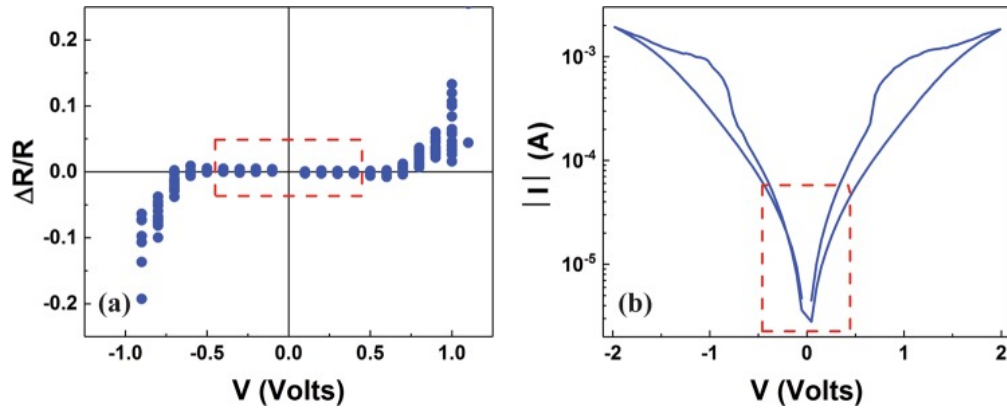 0.2
0.1
0.0
-0.1
-0.2
ΔR/R
(a)
-1.0 -0.5 0.0 0.5 1.0
V (Volts)
10⁻³
10⁻⁴
10⁻⁵
| I | (A)
(b)
-2 -1 0 1 2
V (Volts)